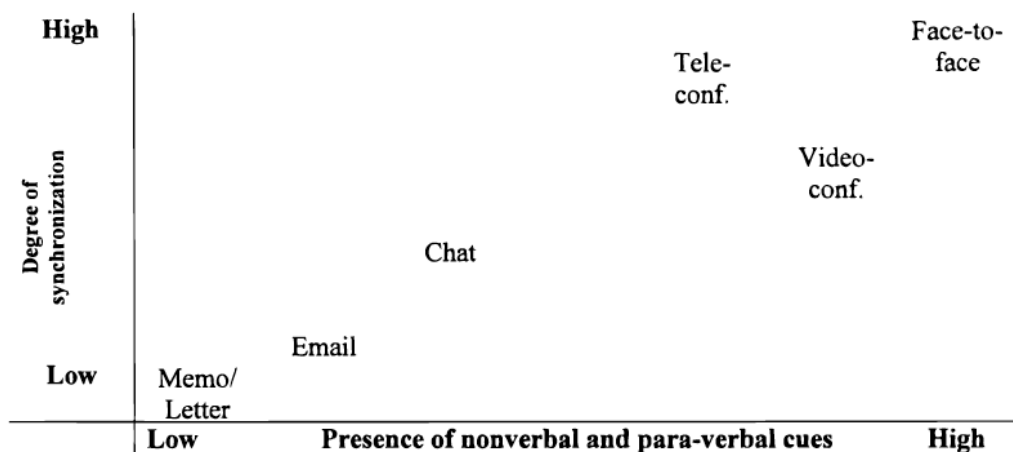 High
Face-to-
face
Tele-
conf.
Video-
conf.
Degree of
synchronization
Chat
Email
Low
Memo/
Letter
Low
Presence of nonverbal and para-verbal cues
High